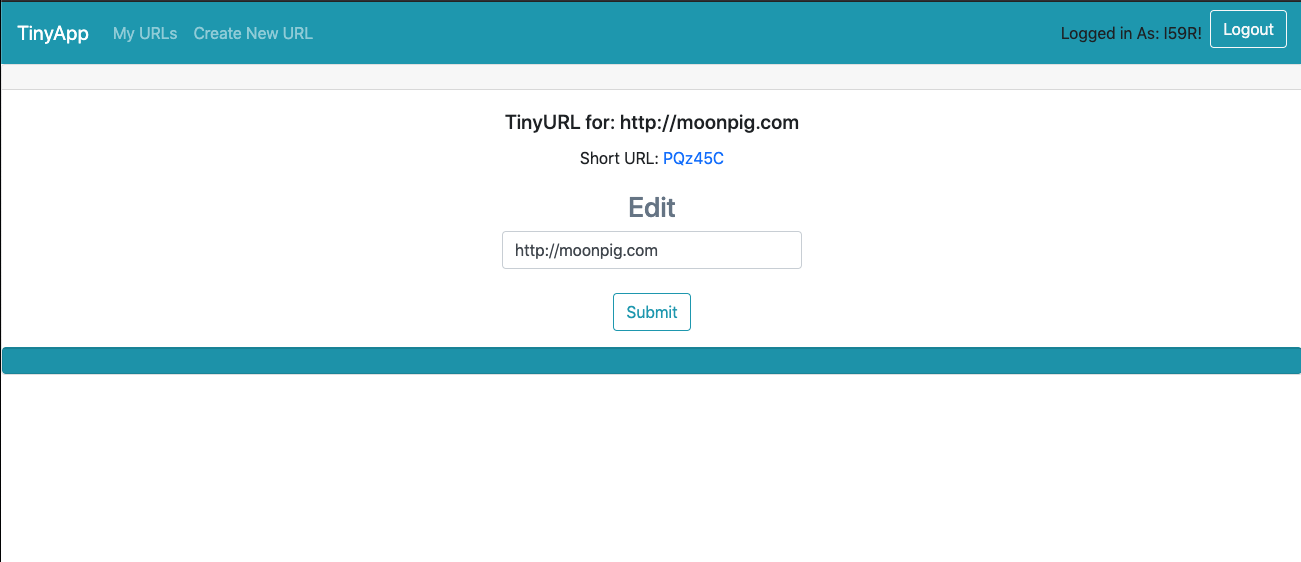 TinyApp My URLs Create New URL Logged in As: I59R! Logout
TinyURL for: http://moonpig.com
Short URL: PQz45C
Edit
http://moonpig.com
Submit